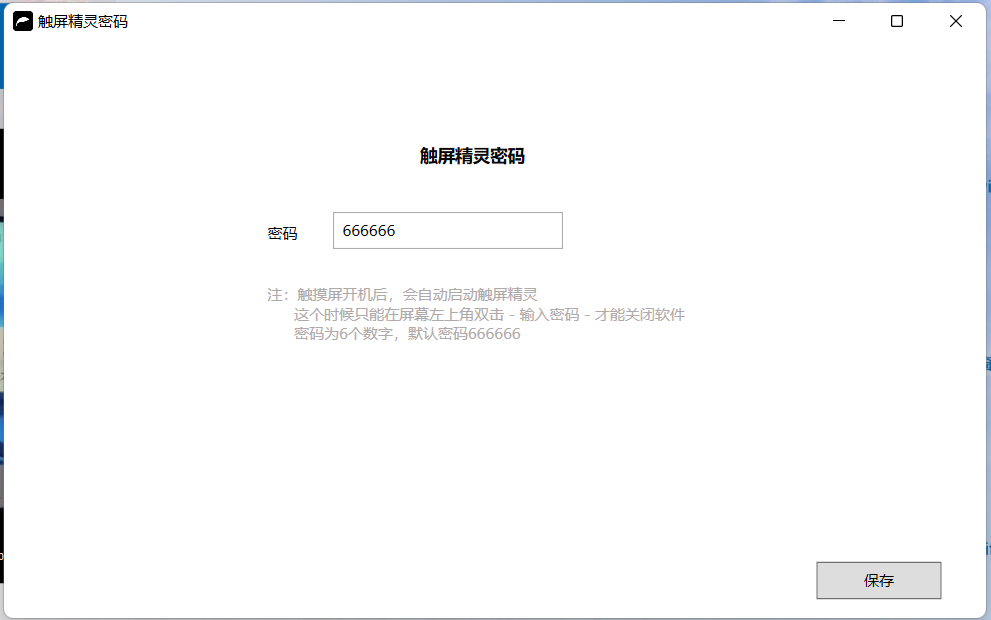 触屏精灵密码
触屏精灵密码
密码 666666
注：触摸屏开机后，会自动启动触屏精灵
这个时候只能在屏幕左上角双击 - 输入密码 - 才能关闭软件
密码为6个数字，默认密码666666
保存